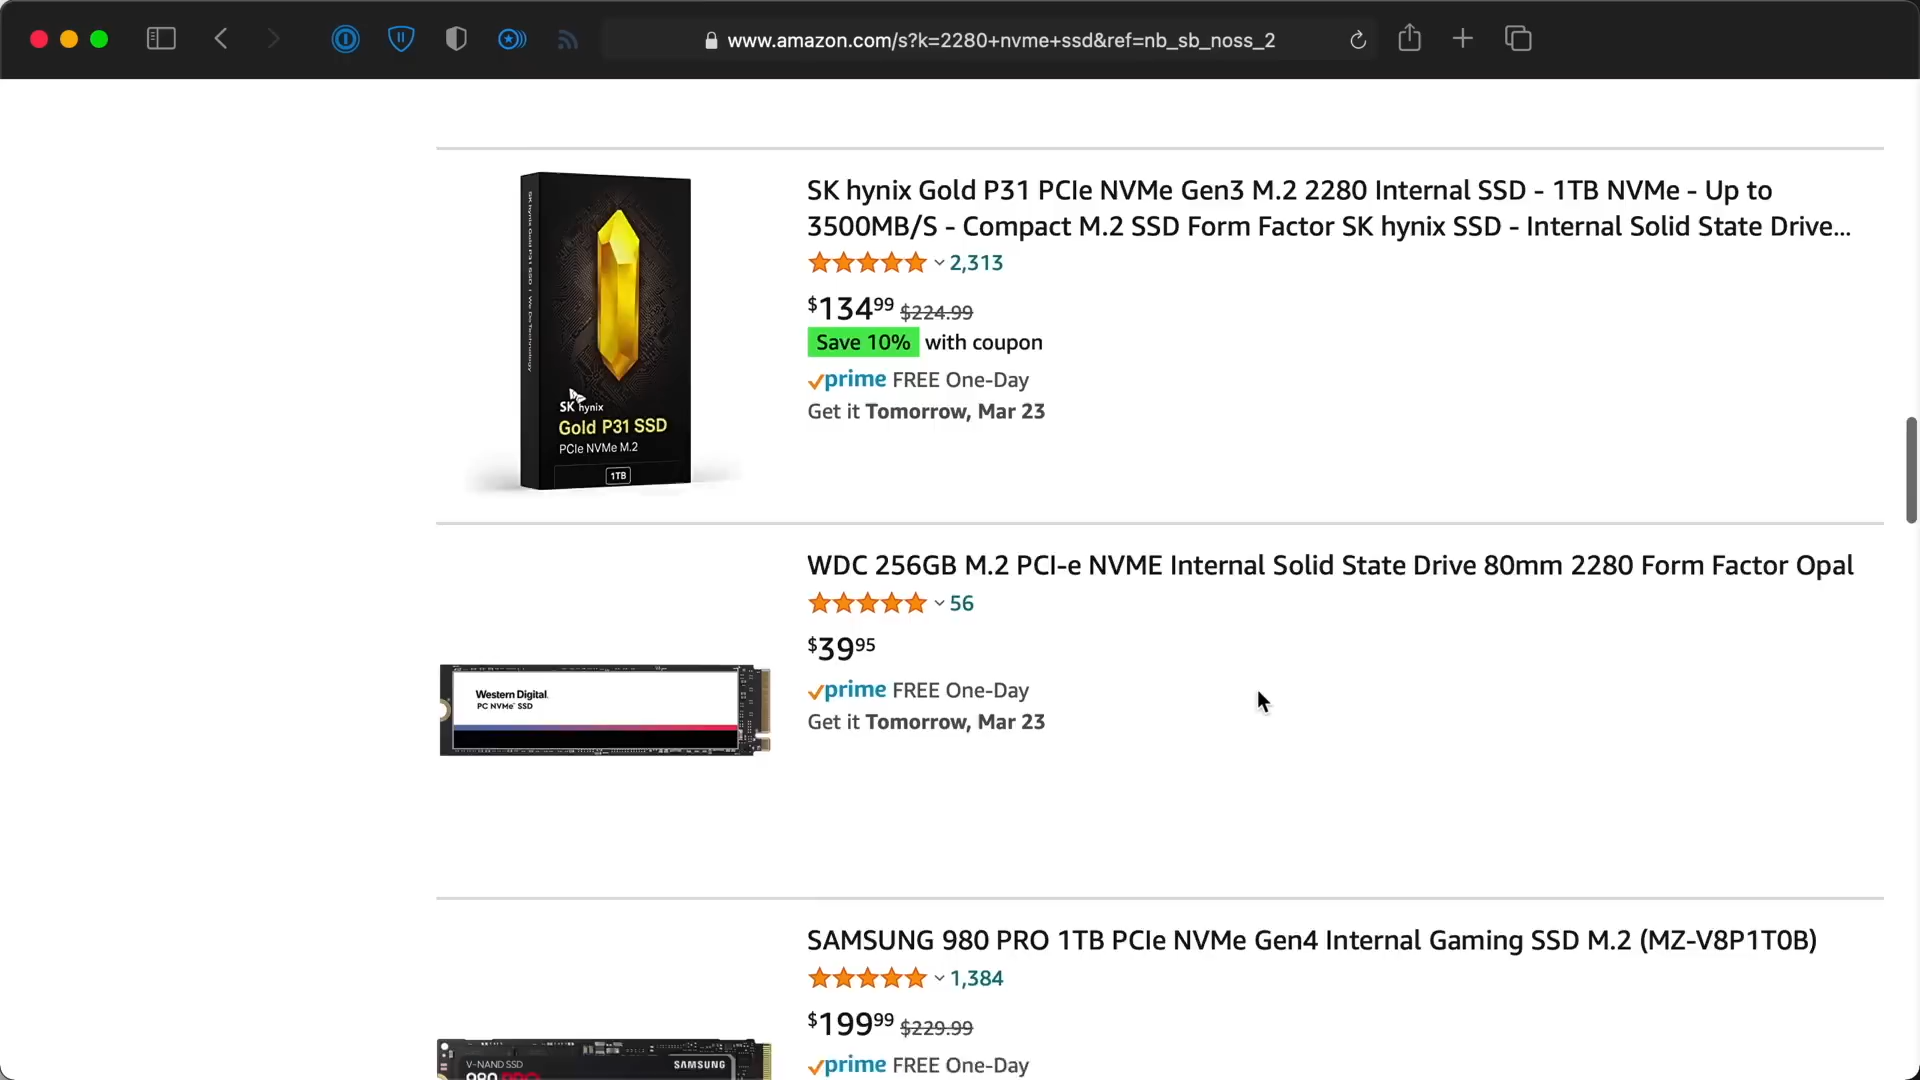 www.amazon.com/s?k=2280+nvme+ssd&ref=nb_sb_noss_2
SK hynix Gold P31 PCIe NVMe Gen3 M.2 2280 Internal SSD - 1TB NVMe - Up to
3500MB/S - Compact M.2 SSD Form Factor SK hynix SSD - Internal Solid State Drive...
2,313
$134.99 $224.99
Save 10% with coupon
prime FREE One-Day
Get it Tomorrow, Mar 23
SK hynix
Gold P31 SSD
PCIe NVMe M.2
1TB
WDC 256GB M.2 PCI-e NVME Internal Solid State Drive 80mm 2280 Form Factor Opal
56
$39.95
prime FREE One-Day
Get it Tomorrow, Mar 23
Western Digital
PC NVMe SSD
SAMSUNG 980 PRO 1TB PCIe NVMe Gen4 Internal Gaming SSD M.2 (MZ-V8P1T0B)
1,384
$199.99 $229.99
prime FREE One-Day
V-NAND SSD
980 PRO
SAMSUNG